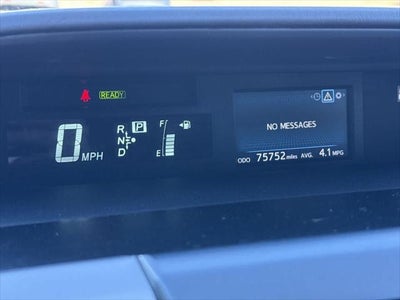 READY
0 MPH
R
N
D
P
F
E
NO MESSAGES
ODO 75752 miles AVG. 4.1 MPG